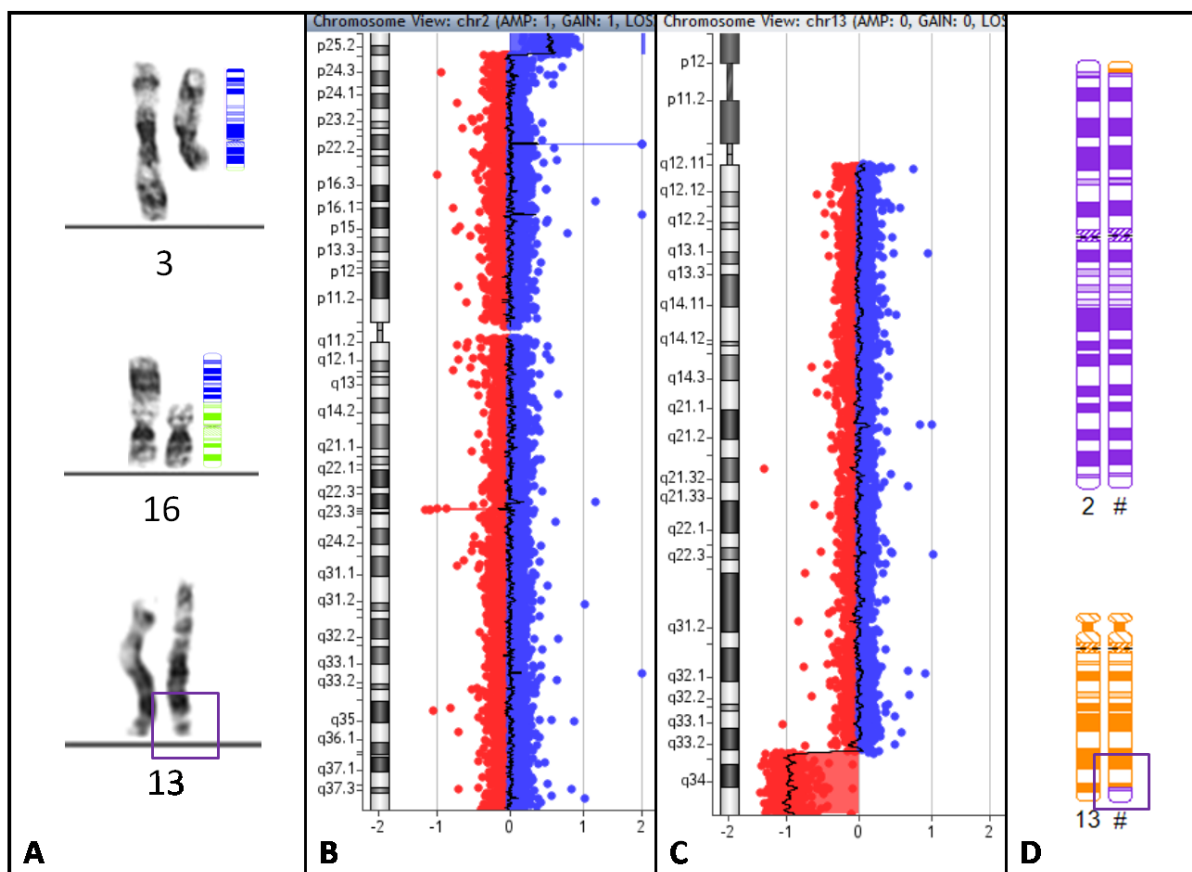 3
16
13
A
Chromosome View: chr2 (AMP: 1, GAIN: 1, LOS
p25.2
p24.3
p24.1
p23.2
p22.2
p16.3
p16.1
p15
p13.3
p12
p11.2
q11.2
q12.1
q13
q14.2
q21.1
q22.1
q22.3
q23.3
q24.2
q31.1
q31.2
q32.2
q33.1
q33.2
q35
q36.1
q37.1
q37.3
-2 -1 0 1 2
B
Chromosome View: chr13 (AMP: 0, GAIN: 0, LOS
p12
p11.2
q12.11
q12.12
q12.2
q13.1
q13.3
q14.11
q14.12
q14.3
q21.1
q21.2
q21.32
q21.33
q22.1
q22.3
q31.2
q32.1
q32.2
q33.1
q33.2
q34
-2 -1 0 1 2
C
2 #
13 #
D